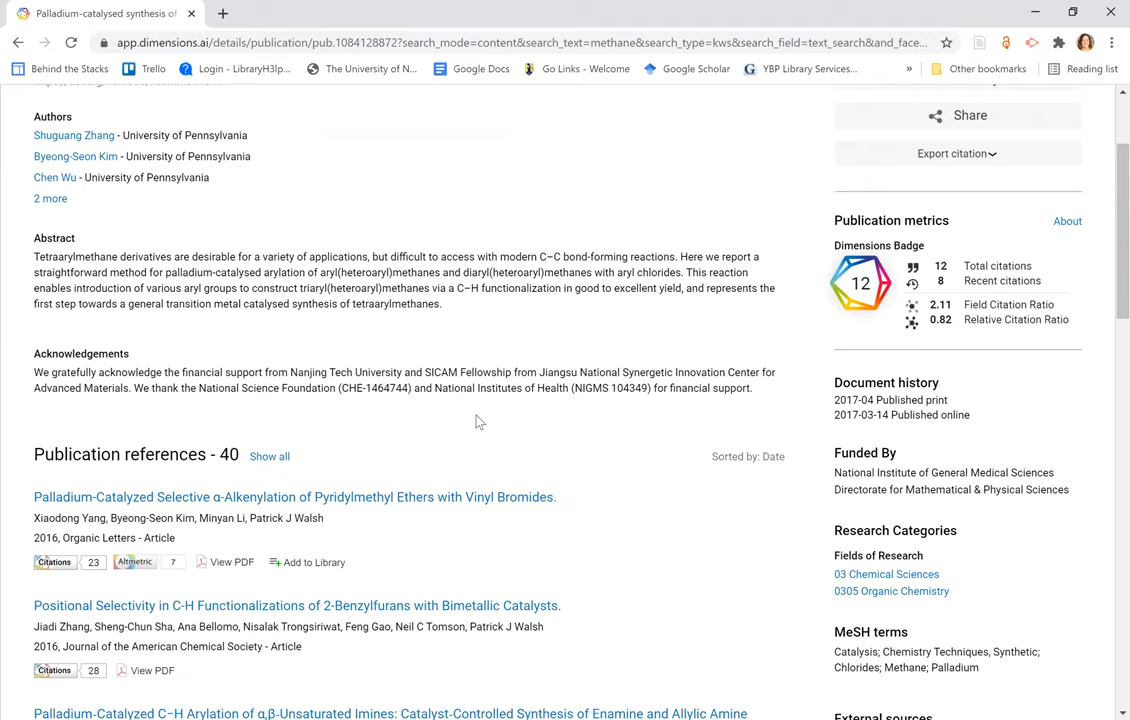 Palladium-catalysed synthesis of
app.dimensions.ai/details/publication/pub.1084128872?search_mode=content&search_text=methane&search_type=kws&search_field=text_search&and_face...
Behind the Stacks
Trello
Login - LibraryH3lp...
The University of N...
Google Docs
Go Links - Welcome
Google Scholar
YBP Library Services...
»
Other bookmarks
Reading list
Authors
Shuguang Zhang - University of Pennsylvania
Byeong-Seon Kim - University of Pennsylvania
Chen Wu - University of Pennsylvania
2 more
Abstract
Tetraarylmethane derivatives are desirable for a variety of applications, but difficult to access with modern C–C bond-forming reactions. Here we report a
straightforward method for palladium-catalysed arylation of aryl(heteroaryl)methanes and diaryl(heteroaryl)methanes with aryl chlorides. This reaction
enables introduction of various aryl groups to construct triaryl(heteroaryl)methanes via a C–H functionalization in good to excellent yield, and represents the
first step towards a general transition metal catalysed synthesis of tetraarylmethanes.
Acknowledgements
We gratefully acknowledge the financial support from Nanjing Tech University and SICAM Fellowship from Jiangsu National Synergetic Innovation Center for
Advanced Materials. We thank the National Science Foundation (CHE-1464744) and National Institutes of Health (NIGMS 104349) for financial support.
Publication references - 40 Show all
Sorted by: Date
Palladium-Catalyzed Selective α-Alkenylation of Pyridylmethyl Ethers with Vinyl Bromides.
Xiaodong Yang, Byeong-Seon Kim, Minyan Li, Patrick J Walsh
2016, Organic Letters - Article
Citations 23 Altmetric 7 View PDF Add to Library
Positional Selectivity in C-H Functionalizations of 2-Benzylfurans with Bimetallic Catalysts.
Jiadi Zhang, Sheng-Chun Sha, Ana Bellomo, Nisalak Trongsiriwat, Feng Gao, Neil C Tomson, Patrick J Walsh
2016, Journal of the American Chemical Society - Article
Citations 28 View PDF
Palladium-Catalyzed C–H Arylation of α,β-Unsaturated Imines: Catalyst-Controlled Synthesis of Enamine and Allylic Amine
Share
Export citation
Publication metrics
About
Dimensions Badge
12
12 Total citations
8 Recent citations
2.11 Field Citation Ratio
0.82 Relative Citation Ratio
Document history
2017-04 Published print
2017-03-14 Published online
Funded By
National Institute of General Medical Sciences
Directorate for Mathematical & Physical Sciences
Research Categories
Fields of Research
03 Chemical Sciences
0305 Organic Chemistry
MeSH terms
Catalysis; Chemistry Techniques, Synthetic;
Chlorides; Methane; Palladium
External sources